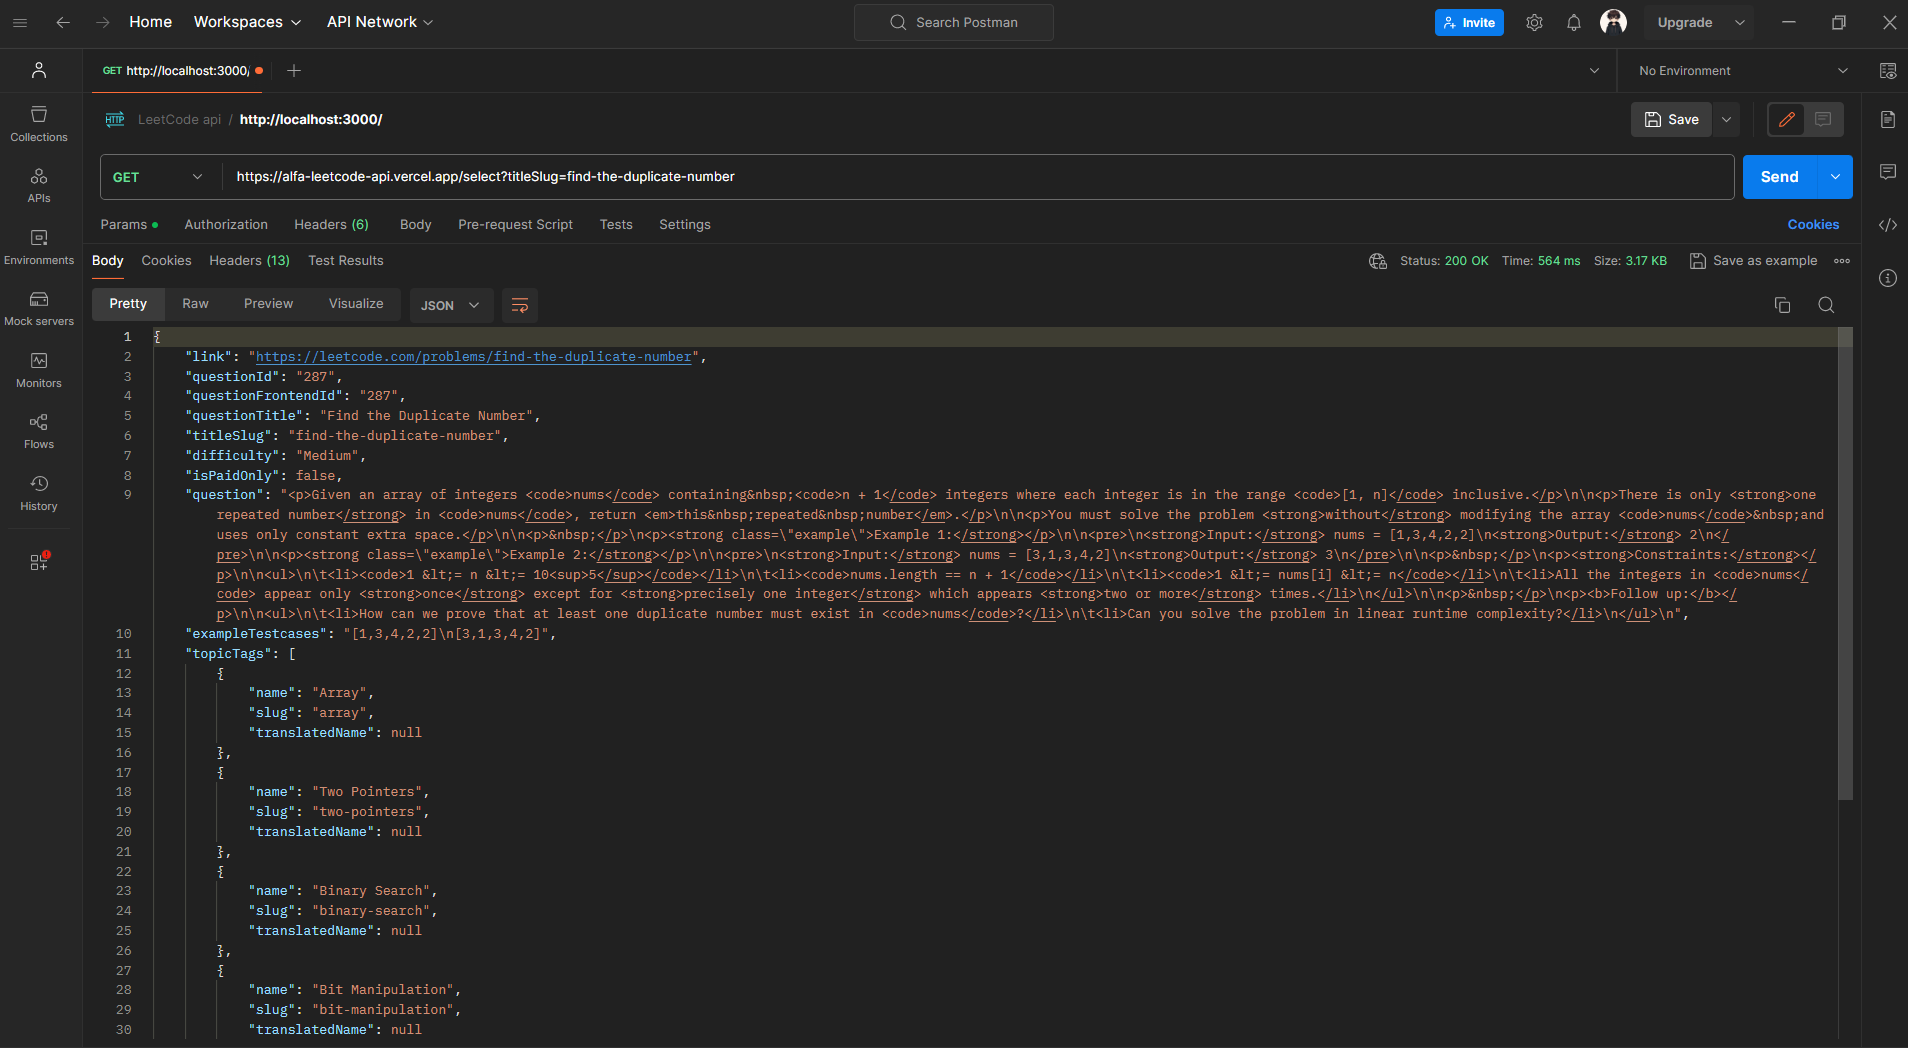 Home Workspaces API Network Search Postman Invite Upgrade
GET http://localhost:3000/ No Environment
LeetCode api / http://localhost:3000/ Save
Collections
APIs
Environments
Mock servers
Monitors
Flows
History
GET https://alfa-leetcode-api.vercel.app/select?titleSlug=find-the-duplicate-number Send
Params Authorization Headers (6) Body Pre-request Script Tests Settings Cookies
Body Cookies Headers (13) Test Results Status: 200 OK Time: 564 ms Size: 3.17 KB Save as example
Pretty Raw Preview Visualize JSON
1 {
2 "link": "https://leetcode.com/problems/find-the-duplicate-number",
3 "questionId": "287",
4 "questionFrontendId": "287",
5 "questionTitle": "Find the Duplicate Number",
6 "titleSlug": "find-the-duplicate-number",
7 "difficulty": "Medium",
8 "isPaidOnly": false,
9 "question": "<p>Given an array of integers <code>nums</code> containing&nbsp;<code>n + 1</code> integers where each integer is in the range <code>[1, n]</code> inclusive.</p>\n\n<p>There is only <strong>one
repeated number</strong> in <code>nums</code>, return <em>this&nbsp;repeated&nbsp;number</em>.</p>\n\n<p>You must solve the problem <strong>without</strong> modifying the array <code>nums</code>&nbsp;and
uses only constant extra space.</p>\n\n<p>&nbsp;</p>\n<p><strong class=\"example\">Example 1:</strong></p>\n\n<pre>\n<strong>Input:</strong> nums = [1,3,4,2,2]\n<strong>Output:</strong> 2\n</
pre>\n\n<p><strong class=\"example\">Example 2:</strong></p>\n\n<pre>\n<strong>Input:</strong> nums = [3,1,3,4,2]\n<strong>Output:</strong> 3\n</pre>\n\n<p>&nbsp;</p>\n<p><strong>Constraints:</strong></
p>\n\n<ul>\n\t<li><code>1 &lt;= n &lt;= 10<sup>5</sup></code></li>\n\t<li><code>nums.length == n + 1</code></li>\n\t<li><code>1 &lt;= nums[i] &lt;= n</code></li>\n\t<li>All the integers in <code>nums</
code> appear only <strong>once</strong> except for <strong>precisely one integer</strong> which appears <strong>two or more</strong> times.</li>\n</ul>\n\n<p>&nbsp;</p>\n<p><b>Follow up:</b></
p>\n\n<ul>\n\t<li>How can we prove that at least one duplicate number must exist in <code>nums</code>?</li>\n\t<li>Can you solve the problem in linear runtime complexity?</li>\n</ul>\n",
10 "exampleTestcases": "[1,3,4,2,2]\n[3,1,3,4,2]",
11 "topicTags": [
12 {
13 "name": "Array",
14 "slug": "array",
15 "translatedName": null
16 },
17 {
18 "name": "Two Pointers",
19 "slug": "two-pointers",
20 "translatedName": null
21 },
22 {
23 "name": "Binary Search",
24 "slug": "binary-search",
25 "translatedName": null
26 },
27 {
28 "name": "Bit Manipulation",
29 "slug": "bit-manipulation",
30 "translatedName": null